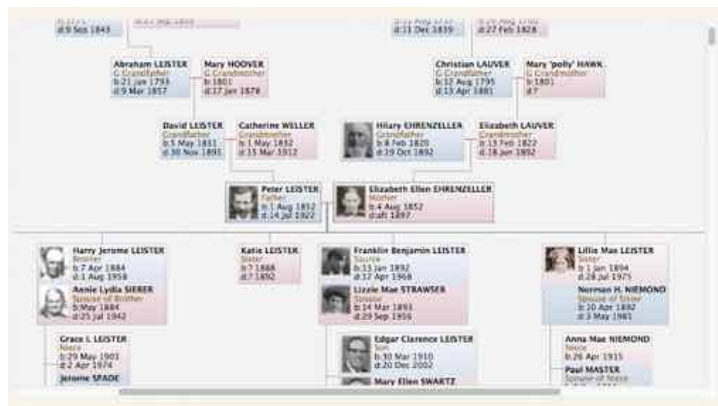 d:9 Sep 1843
d:11 Dec 1839
d:27 Feb 1828
Abraham LEISTER
G Grandfather
b:21 Jan 1793
d:9 Mar 1857
Mary HOOVER
G Grandmother
b:1801
d:17 Jan 1878
Christian LAUVER
G Grandfather
b:12 Aug 1795
d:13 Apr 1881
Mary 'polly' HAWK
G Grandmother
b:1801
d:?
David LEISTER
Grandfather
b:5 May 1831
d:30 Nov 1891
Catherine WELLER
Grandmother
b:1 May 1832
d:15 Mar 1912
Hilary EHRENZELLER
Grandfather
b:8 Feb 1820
d:19 Oct 1892
Elizabeth LAUVER
Grandmother
b:13 Feb 1822
d:18 Jun 1892
Peter LEISTER
Father
b:1 Aug 1852
d:14 Jul 1922
Elizabeth Ellen EHRENZELLER
Mother
b:4 Aug 1852
d:aft 1897
Harry Jerome LEISTER
Brother
b:7 Apr 1884
d:1 Aug 1958
Annie Lydia SIEBER
Spouse of Brother
b:May 1884
d:25 Jul 1942
Katie LEISTER
Sister
b:? 1888
d:? 1892
Franklin Benjamin LEISTER
Source
b:13 Jan 1892
d:17 Apr 1968
Lizzie Mae STRAWSER
Spouse
b:14 Mar 1893
d:29 Sep 1956
Lillie Mae LEISTER
Sister
b:1 Jan 1894
d:28 Jul 1975
Norman H. NIEMOND
Spouse of Sister
b:10 Apr 1892
d:3 May 1981
Grace I. LEISTER
Niece
b:29 May 1903
d:2 Apr 1974
Jerome SPADE
Edgar Clarence LEISTER
Son
b:30 Mar 1910
d:20 Dec 2002
Mary Ellen SWARTZ
Anna Mae NIEMOND
Niece
b:26 Apr 1915
Paul MASTER
Spouse of Niece